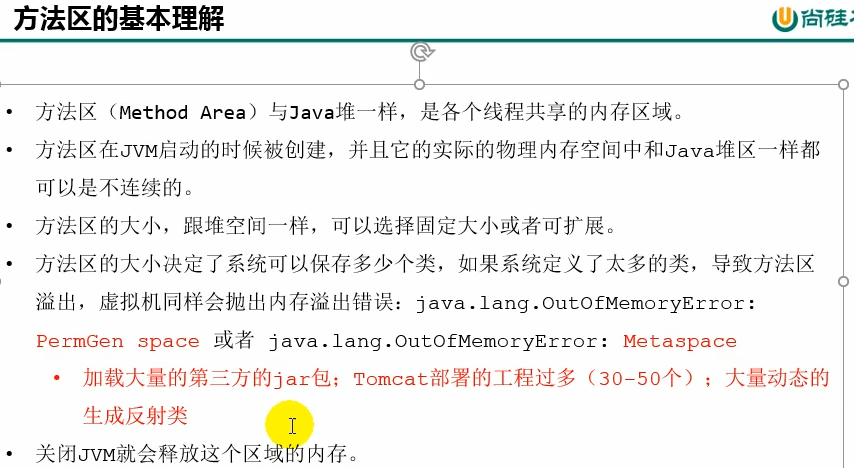 方法区的基本理解
尚硅
• 方法区（Method Area）与Java堆一样，是各个线程共享的内存区域。
• 方法区在JVM启动的时候被创建，并且它的实际的物理内存空间中和Java堆区一样都
可以是不连续的。
• 方法区的大小，跟堆空间一样，可以选择固定大小或者可扩展。
• 方法区的大小决定了系统可以保存多少个类，如果系统定义了太多的类，导致方法区
溢出，虚拟机同样会抛出内存溢出错误：java.lang.OutOfMemoryError:
PermGen space 或者 java.lang.OutOfMemoryError: Metaspace
• 加载大量的第三方的jar包；Tomcat部署的工程过多（30-50个）；大量动态的
生成反射类
• 关闭JVM就会释放这个区域的内存。